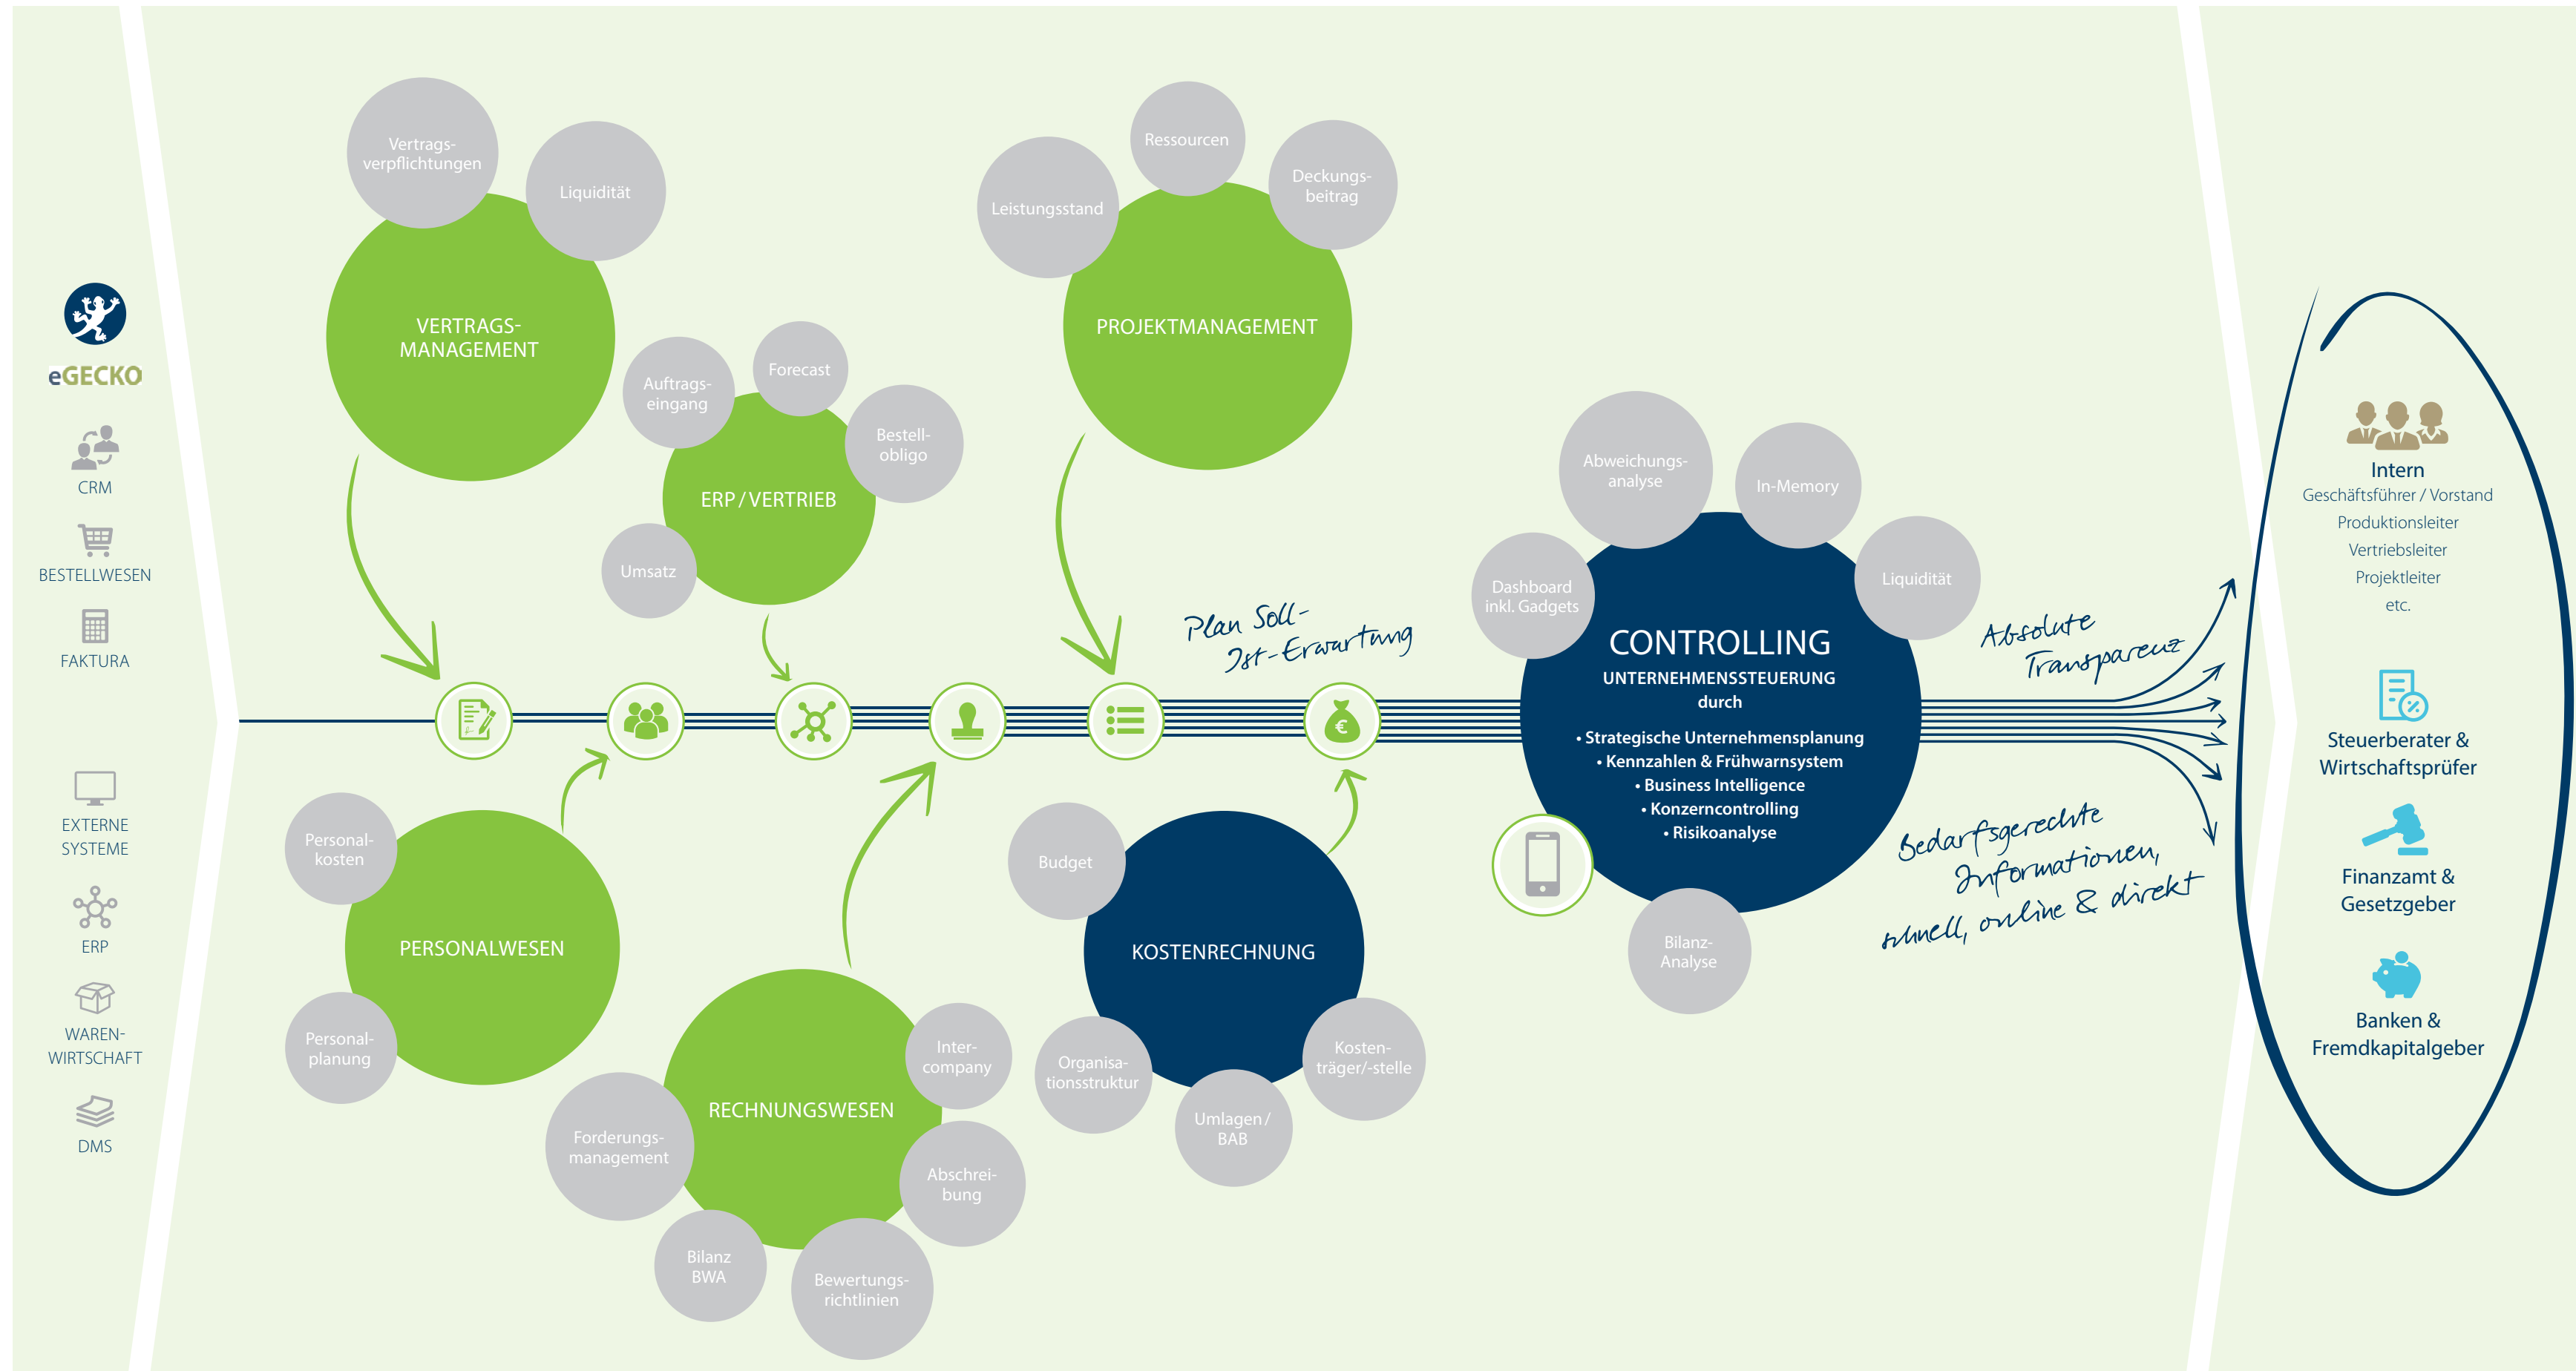 eGECKO
CRM
BESTELLWESEN
FAKTURA
EXTERNE
SYSTEME
ERP
WAREN-
WIRTSCHAFT
DMS
Vertrags-
verpflichtungen
Liquidität
VERTRAGS-
MANAGEMENT
Auftrags-
eingang
Forecast
Bestell-
obligo
ERP / VERTRIEB
Umsatz
Leistungsstand
Ressourcen
Deckungs-
beitrag
PROJEKTMANAGEMENT
Plan Soll-
Ist-Erwartung
€
Personal-
kosten
PERSONALWESEN
Personal-
planung
RECHNUNGSWESEN
Inter-
company
Forderungs-
management
Abschrei-
bung
Bilanz
BWA
Bewertungs-
richtlinien
Budget
KOSTENRECHNUNG
Organisa-
tionsstruktur
Umlagen /
BAB
Kosten-
träger/-stelle
Abweichungs-
analyse
In-Memory
Dashboard
inkl. Gadgets
Liquidität
CONTROLLING
UNTERNEHMENSSTEUERUNG
durch
• Strategische Unternehmensplanung
• Kennzahlen & Frühwarnsystem
• Business Intelligence
• Konzerncontrolling
• Risikoanalyse
Bilanz-
Analyse
Absolute
Transparenz
Bedarfsgerechte
Informationen,
schnell, online & direkt
Intern
Geschäftsführer / Vorstand
Produktionsleiter
Vertriebsleiter
Projektleiter
etc.
%
Steuerberater &
Wirtschaftsprüfer
Finanzamt &
Gesetzgeber
Banken &
Fremdkapitalgeber